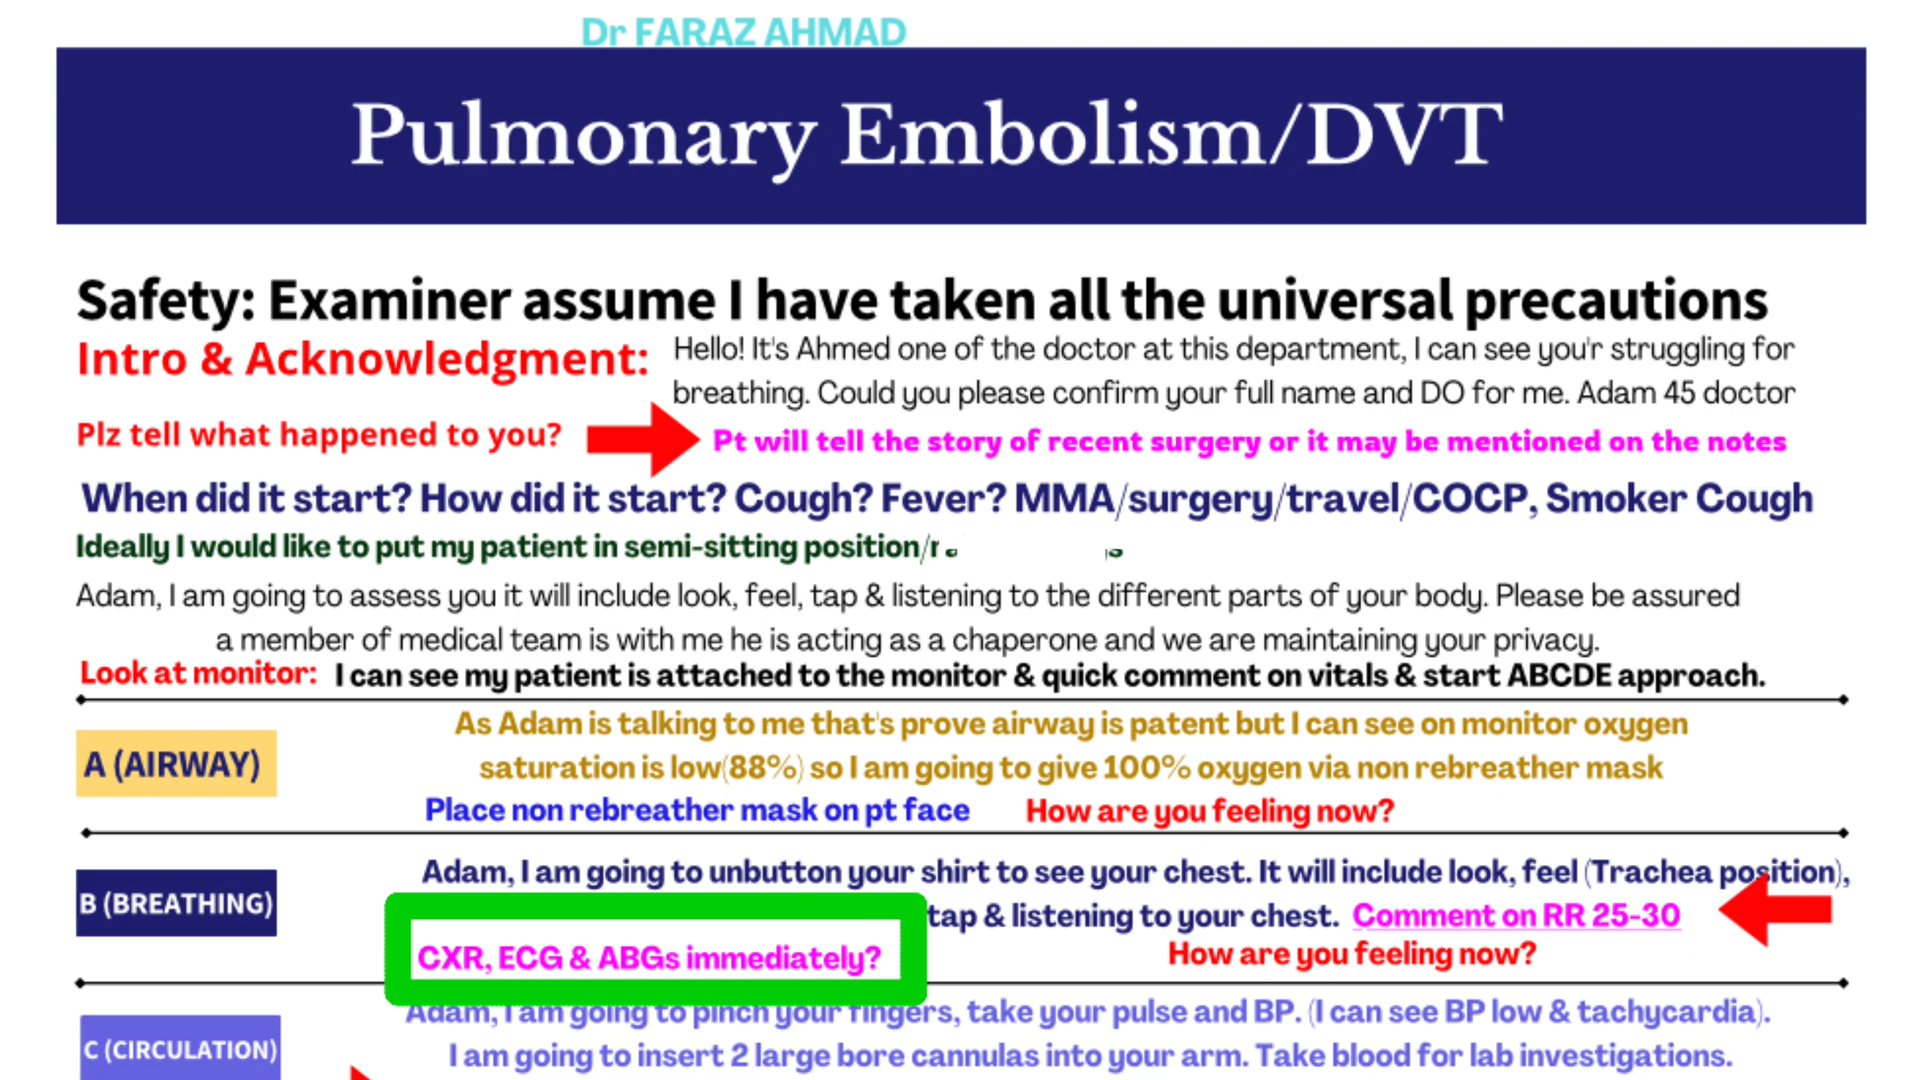 Dr FARAZ AHMAD
Pulmonary Embolism/DVT
Safety: Examiner assume I have taken all the universal precautions
Intro & Acknowledgment: Hello! It's Ahmed one of the doctor at this department, I can see you'r struggling for
breathing. Could you please confirm your full name and DO for me. Adam 45 doctor
Plz tell what happened to you? Pt will tell the story of recent surgery or it may be mentioned on the notes
When did it start? How did it start? Cough? Fever? MMA/surgery/travel/COCP, Smoker Cough
Ideally I would like to put my patient in semi-sitting position/
Adam, I am going to assess you it will include look, feel, tap & listening to the different parts of your body. Please be assured
a member of medical team is with me he is acting as a chaperone and we are maintaining your privacy.
Look at monitor: I can see my patient is attached to the monitor & quick comment on vitals & start ABCDE approach.
A (AIRWAY)
As Adam is talking to me that's prove airway is patent but I can see on monitor oxygen
saturation is low(88%) so I am going to give 100% oxygen via non rebreather mask
Place non rebreather mask on pt face How are you feeling now?
B (BREATHING)
Adam, I am going to unbutton your shirt to see your chest. It will include look, feel (Trachea position),
tap & listening to your chest. Comment on RR 25-30
CXR, ECG & ABGs immediately? How are you feeling now?
C (CIRCULATION)
Adam, I am going to pinch your fingers, take your pulse and BP. (I can see BP low & tachycardia).
I am going to insert 2 large bore cannulas into your arm. Take blood for lab investigations.